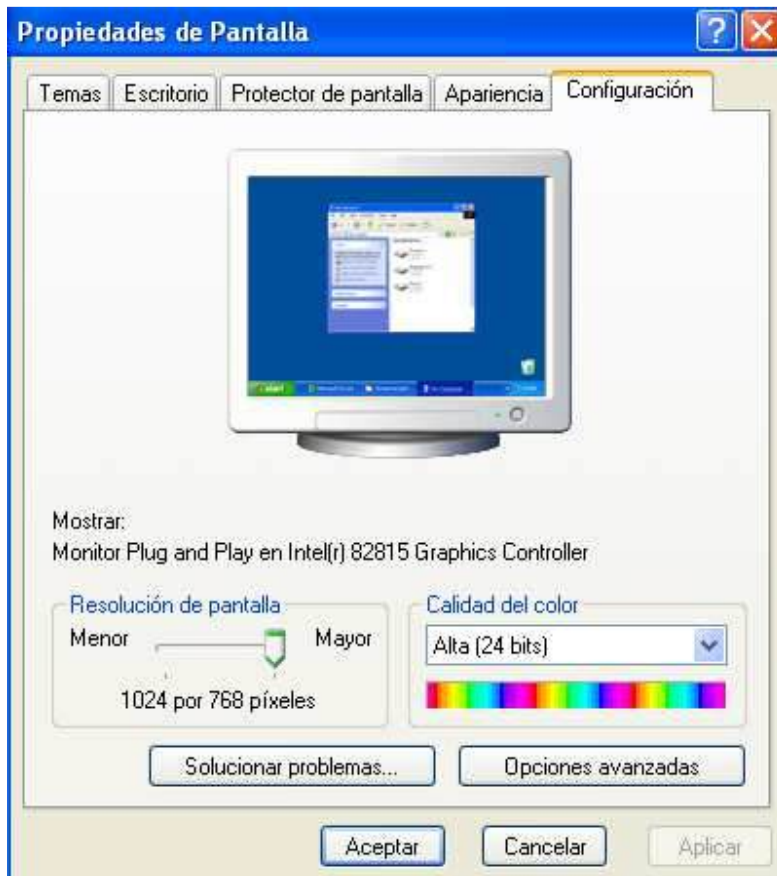 Propiedades de Pantalla
Temas Escritorio Protector de pantalla Apariencia Configuración
Mostrar:
Monitor Plug and Play en Intel(r) 82815 Graphics Controller
Resolución de pantalla
Menor Mayor
1024 por 768 píxeles
Calidad del color
Alta (24 bits)
Solucionar problemas... Opciones avanzadas
Aceptar Cancelar Aplicar